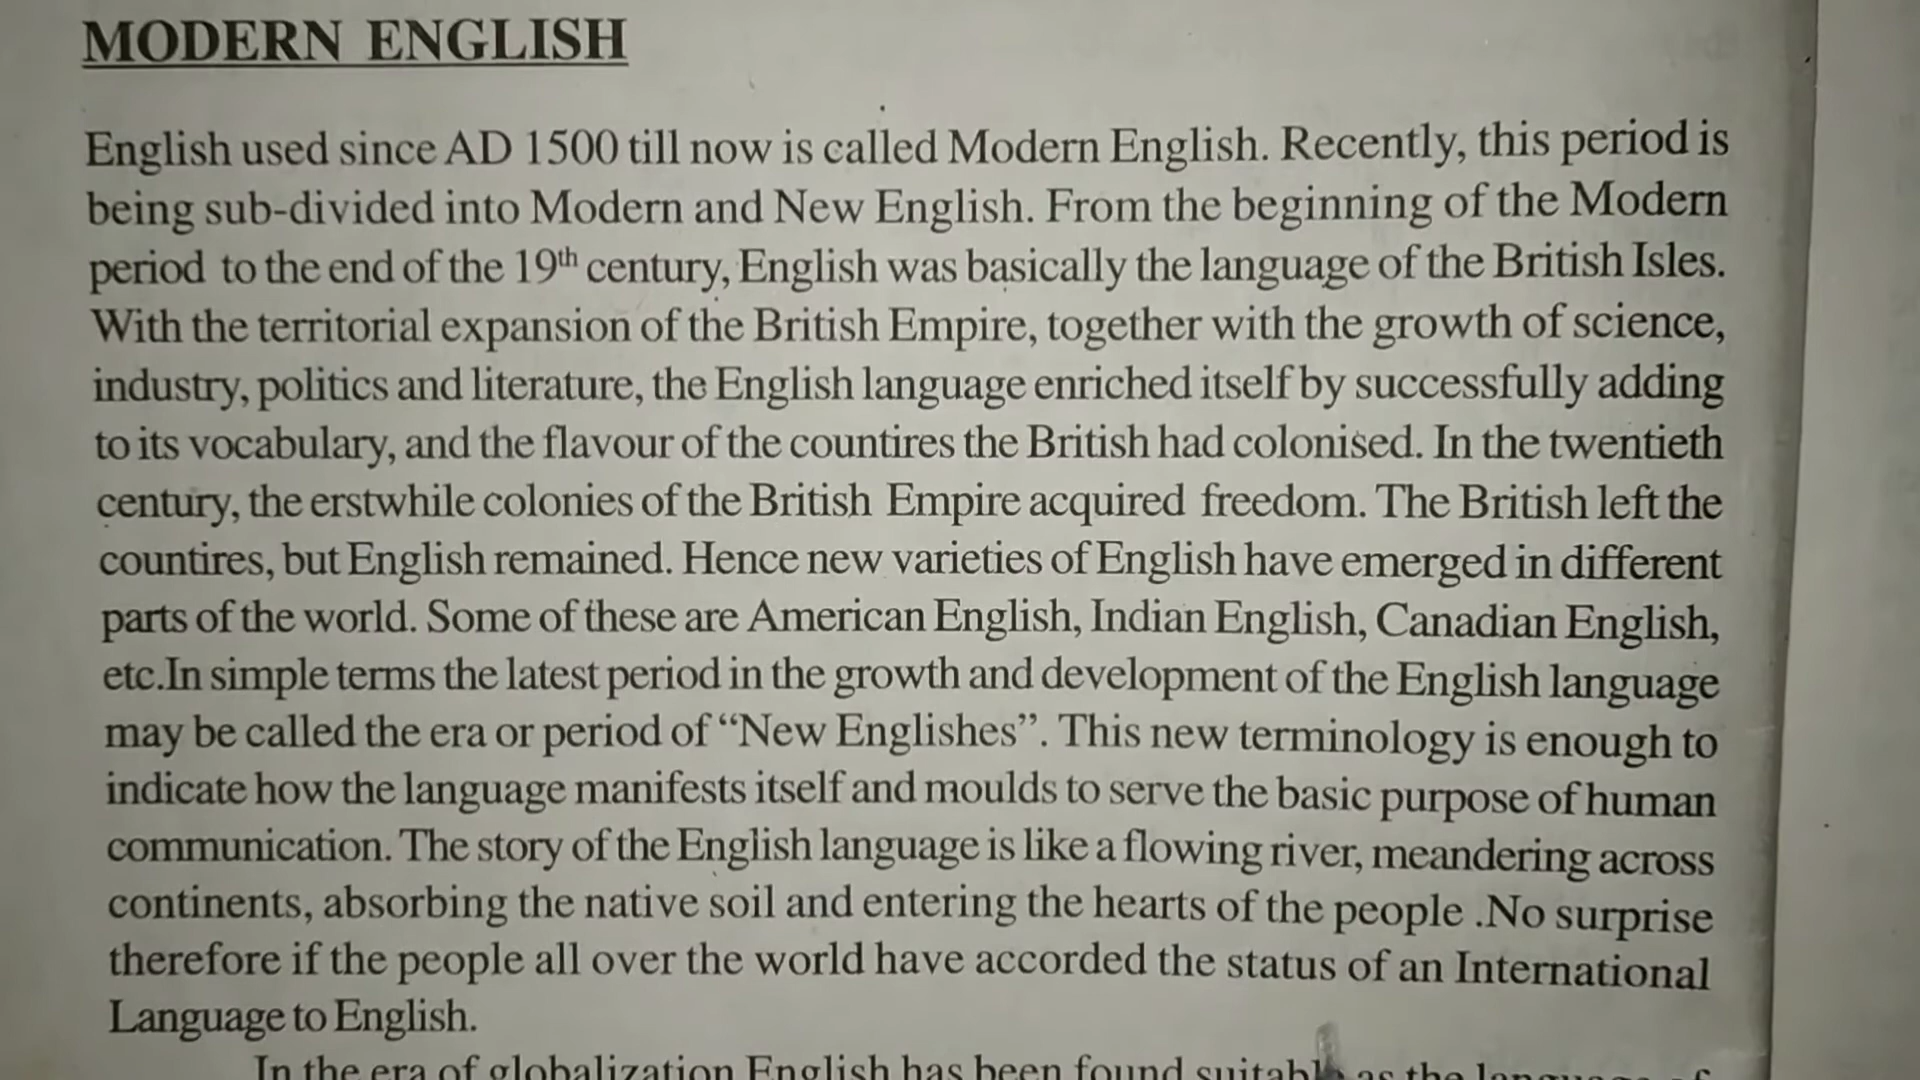 MODERN ENGLISH
English used since AD 1500 till now is called Modern English. Recently, this period is
being sub-divided into Modern and New English. From the beginning of the Modern
period to the end of the 19th century, English was basically the language of the British Isles.
With the territorial expansion of the British Empire, together with the growth of science,
industry, politics and literature, the English language enriched itself by successfully adding
to its vocabulary, and the flavour of the countires the British had colonised. In the twentieth
century, the erstwhile colonies of the British Empire acquired freedom. The British left the
countires, but English remained. Hence new varieties of English have emerged in different
parts of the world. Some of these are American English, Indian English, Canadian English,
etc.In simple terms the latest period in the growth and development of the English language
may be called the era or period of “New Englishes”. This new terminology is enough to
indicate how the language manifests itself and moulds to serve the basic purpose of human
communication. The story of the English language is like a flowing river, meandering across
continents, absorbing the native soil and entering the hearts of the people .No surprise
therefore if the people all over the world have accorded the status of an International
Language to English.
In the era of globalization English has been found suitable as the language of